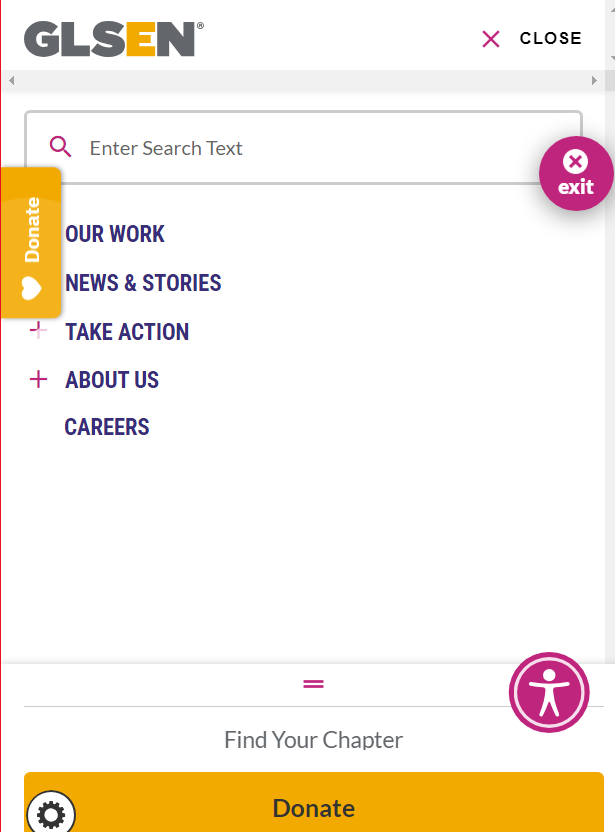 GLSEN®
CLOSE
Enter Search Text
exit
Donate
OUR WORK
NEWS & STORIES
TAKE ACTION
ABOUT US
CAREERS
Find Your Chapter
Donate